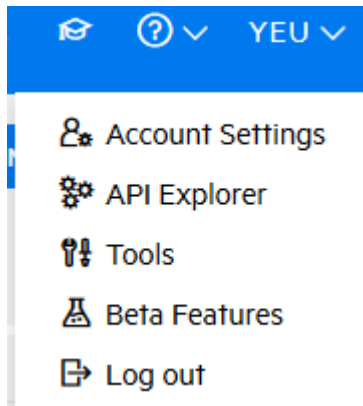 YEU
Account Settings
API Explorer
Tools
Beta Features
Log out